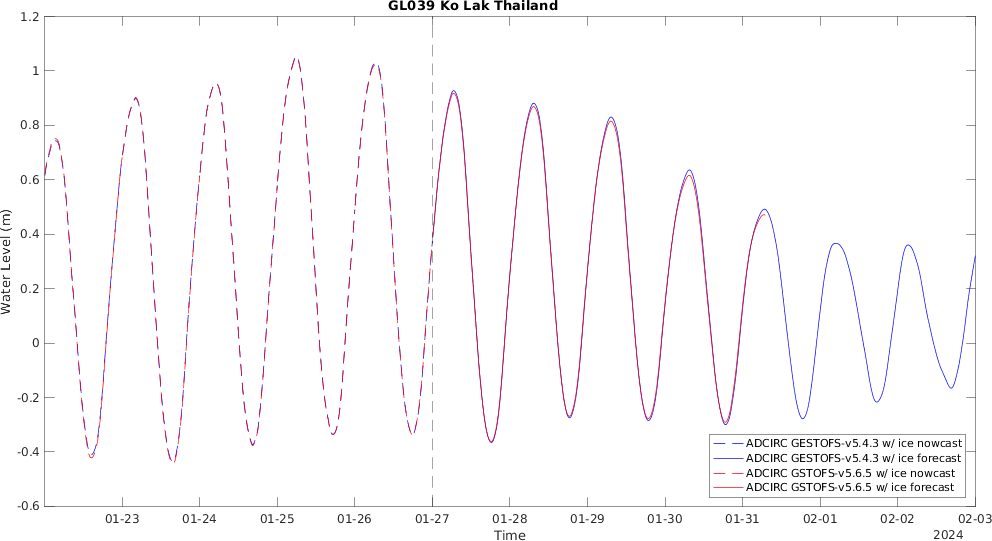 GL039 Ko Lak Thailand
1.2
1
0.8
0.6
0.4
0.2
0
-0.2
-0.4
-0.6
Water Level (m)
ADCIRC GESTOFS-v5.4.3 w/ ice nowcast
ADCIRC GESTOFS-v5.4.3 w/ ice forecast
ADCIRC GSTOFS-v5.6.5 w/ ice nowcast
ADCIRC GSTOFS-v5.6.5 w/ ice forecast
01-23 01-24 01-25 01-26 01-27 01-28 01-29 01-30 01-31 02-01 02-02 02-03
Time
2024